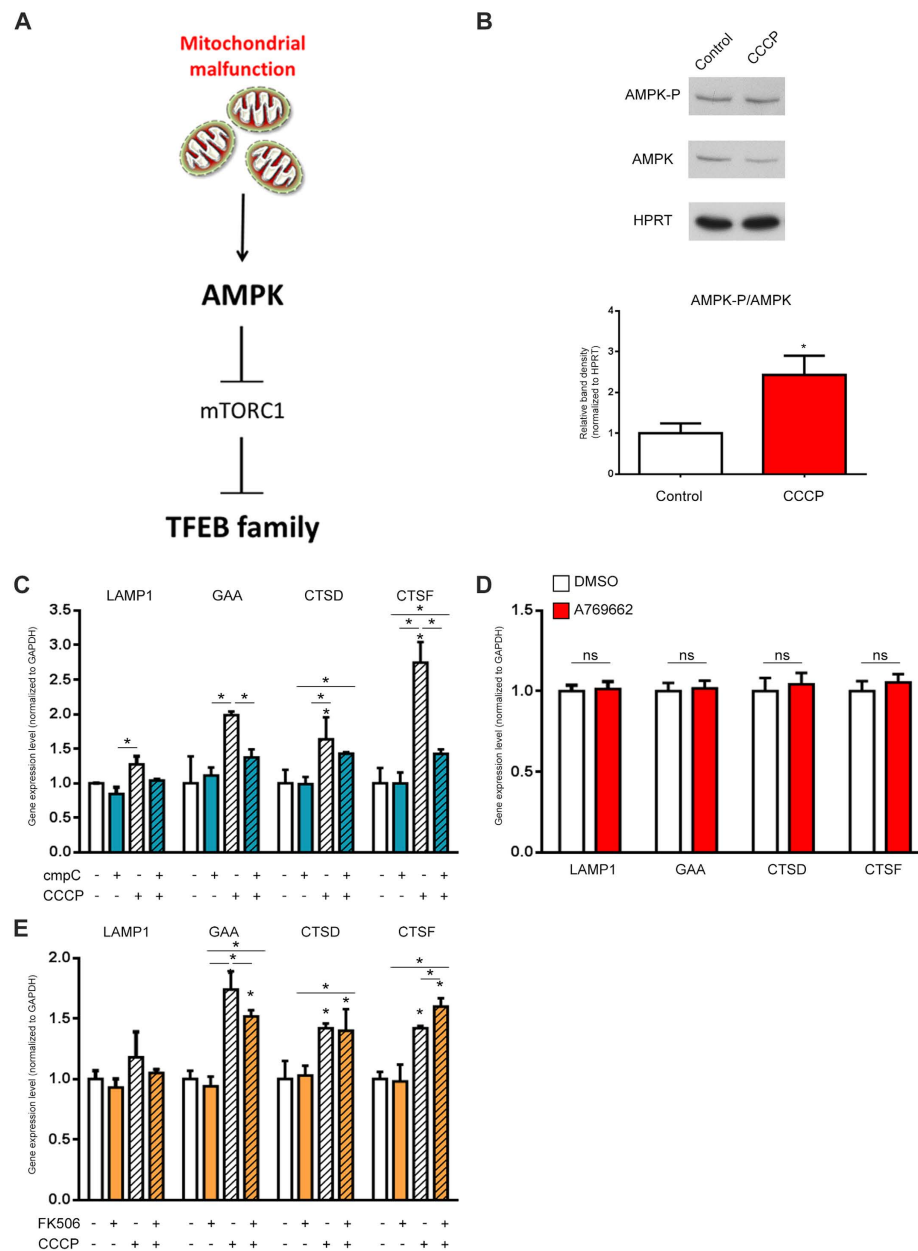 A
Mitochondrial
malfunction
AMPK
mTORC1
TFEB family
B
Control
CCCP
AMPK-P
AMPK
HPRT
AMPK-P/AMPK
Relative band density
(normalized to HPRT)
4
3
2
1
0
*
Control
CCCP
C
LAMP1
GAA
CTSD
CTSF
Gene expression level (normalized to GAPDH)
3.5
3.0
2.5
2.0
1.5
1.0
0.5
0.0
*
* *
*
*
*
*
* *
*
cmpC - + - + - + - + - + - + - + - +
CCCP - - + + - - + + - - + + - - + +
D
DMSO
A769662
Gene expression level (normalized to GAPDH)
1.5
1.0
0.5
0.0
ns ns ns ns
LAMP1 GAA CTSD CTSF
E
LAMP1
GAA
CTSD
CTSF
Gene expression level (normalized to GAPDH)
2.0
1.5
1.0
0.5
0.0
*
* *
*
*
*
*
*
*
*
*
*
FK506 - + - + - + - + - + - + - + - +
CCCP - - + + - - + + - - + + - - + +